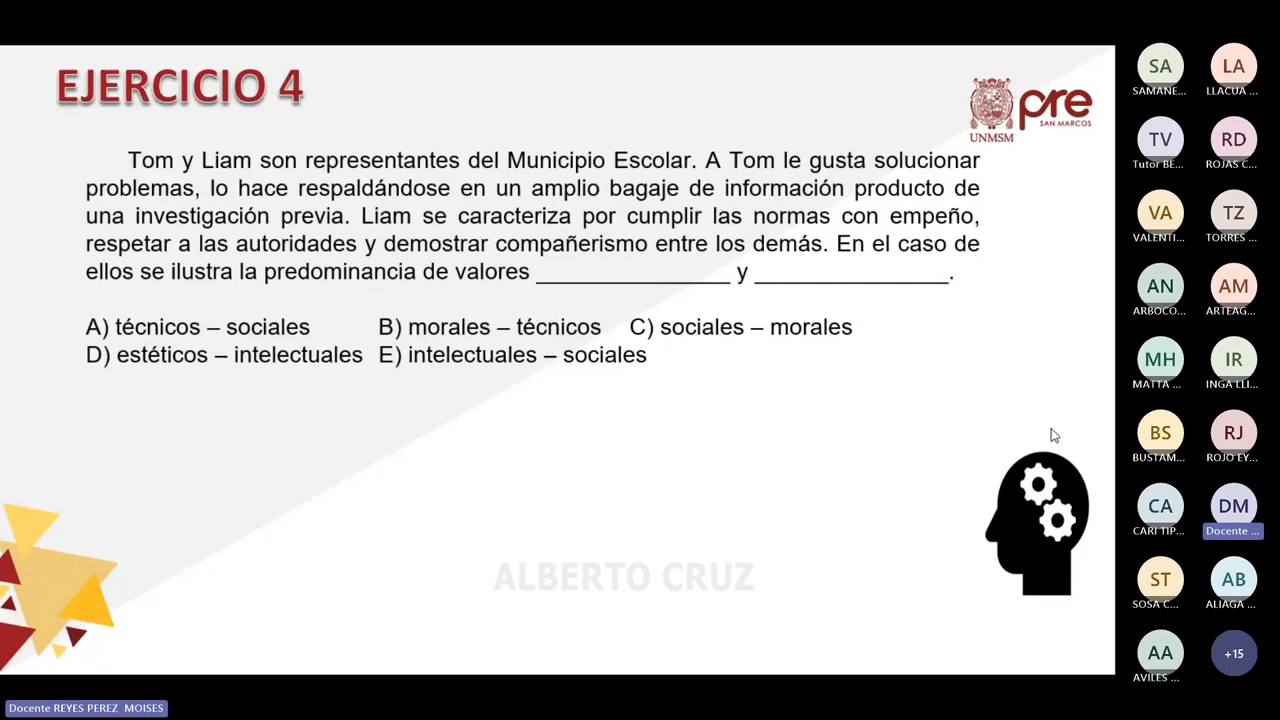 EJERCICIO 4
UNMSM
pre
SAN MARCOS
Tom y Liam son representantes del Municipio Escolar. A Tom le gusta solucionar
problemas, lo hace respaldándose en un amplio bagaje de información producto de
una investigación previa. Liam se caracteriza por cumplir las normas con empeño,
respetar a las autoridades y demostrar compañerismo entre los demás. En el caso de
ellos se ilustra la predominancia de valores ________________ y ________________.
A) técnicos – sociales B) morales – técnicos C) sociales – morales
D) estéticos – intelectuales E) intelectuales – sociales
ALBERTO CRUZ
SA LA
SAMANE... LLACUA ...
TV RD
Tutor BE... ROJAS C...
VA TZ
VALENTI... TORRES ...
AN AM
ARBOCO... ARTEAG...
MH IR
MATTA ... INGA LLI...
BS RJ
BUSTAM... ROJO EY...
CA DM
CARI TIP... Docente ...
ST AB
SOSA C... ALIAGA ...
AA +15
AVILES ...
Docente REYES PEREZ MOISES